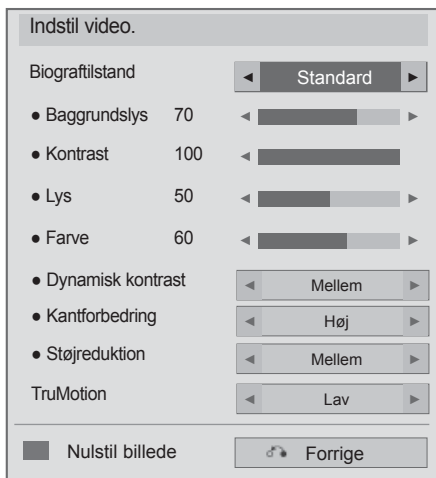 Indstil video.
Biograftilstand ◄ Standard ►
● Baggrundslys 70 ◄ ►
● Kontrast 100 ◄
● Lys 50 ◄ ►
● Farve 60 ◄ ►
● Dynamisk kontrast ◄ Mellem ►
● Kantforbedring ◄ Høj ►
● Støjreduktion ◄ Mellem ►
TruMotion ◄ Lav ►
Nulstil billede Forrige